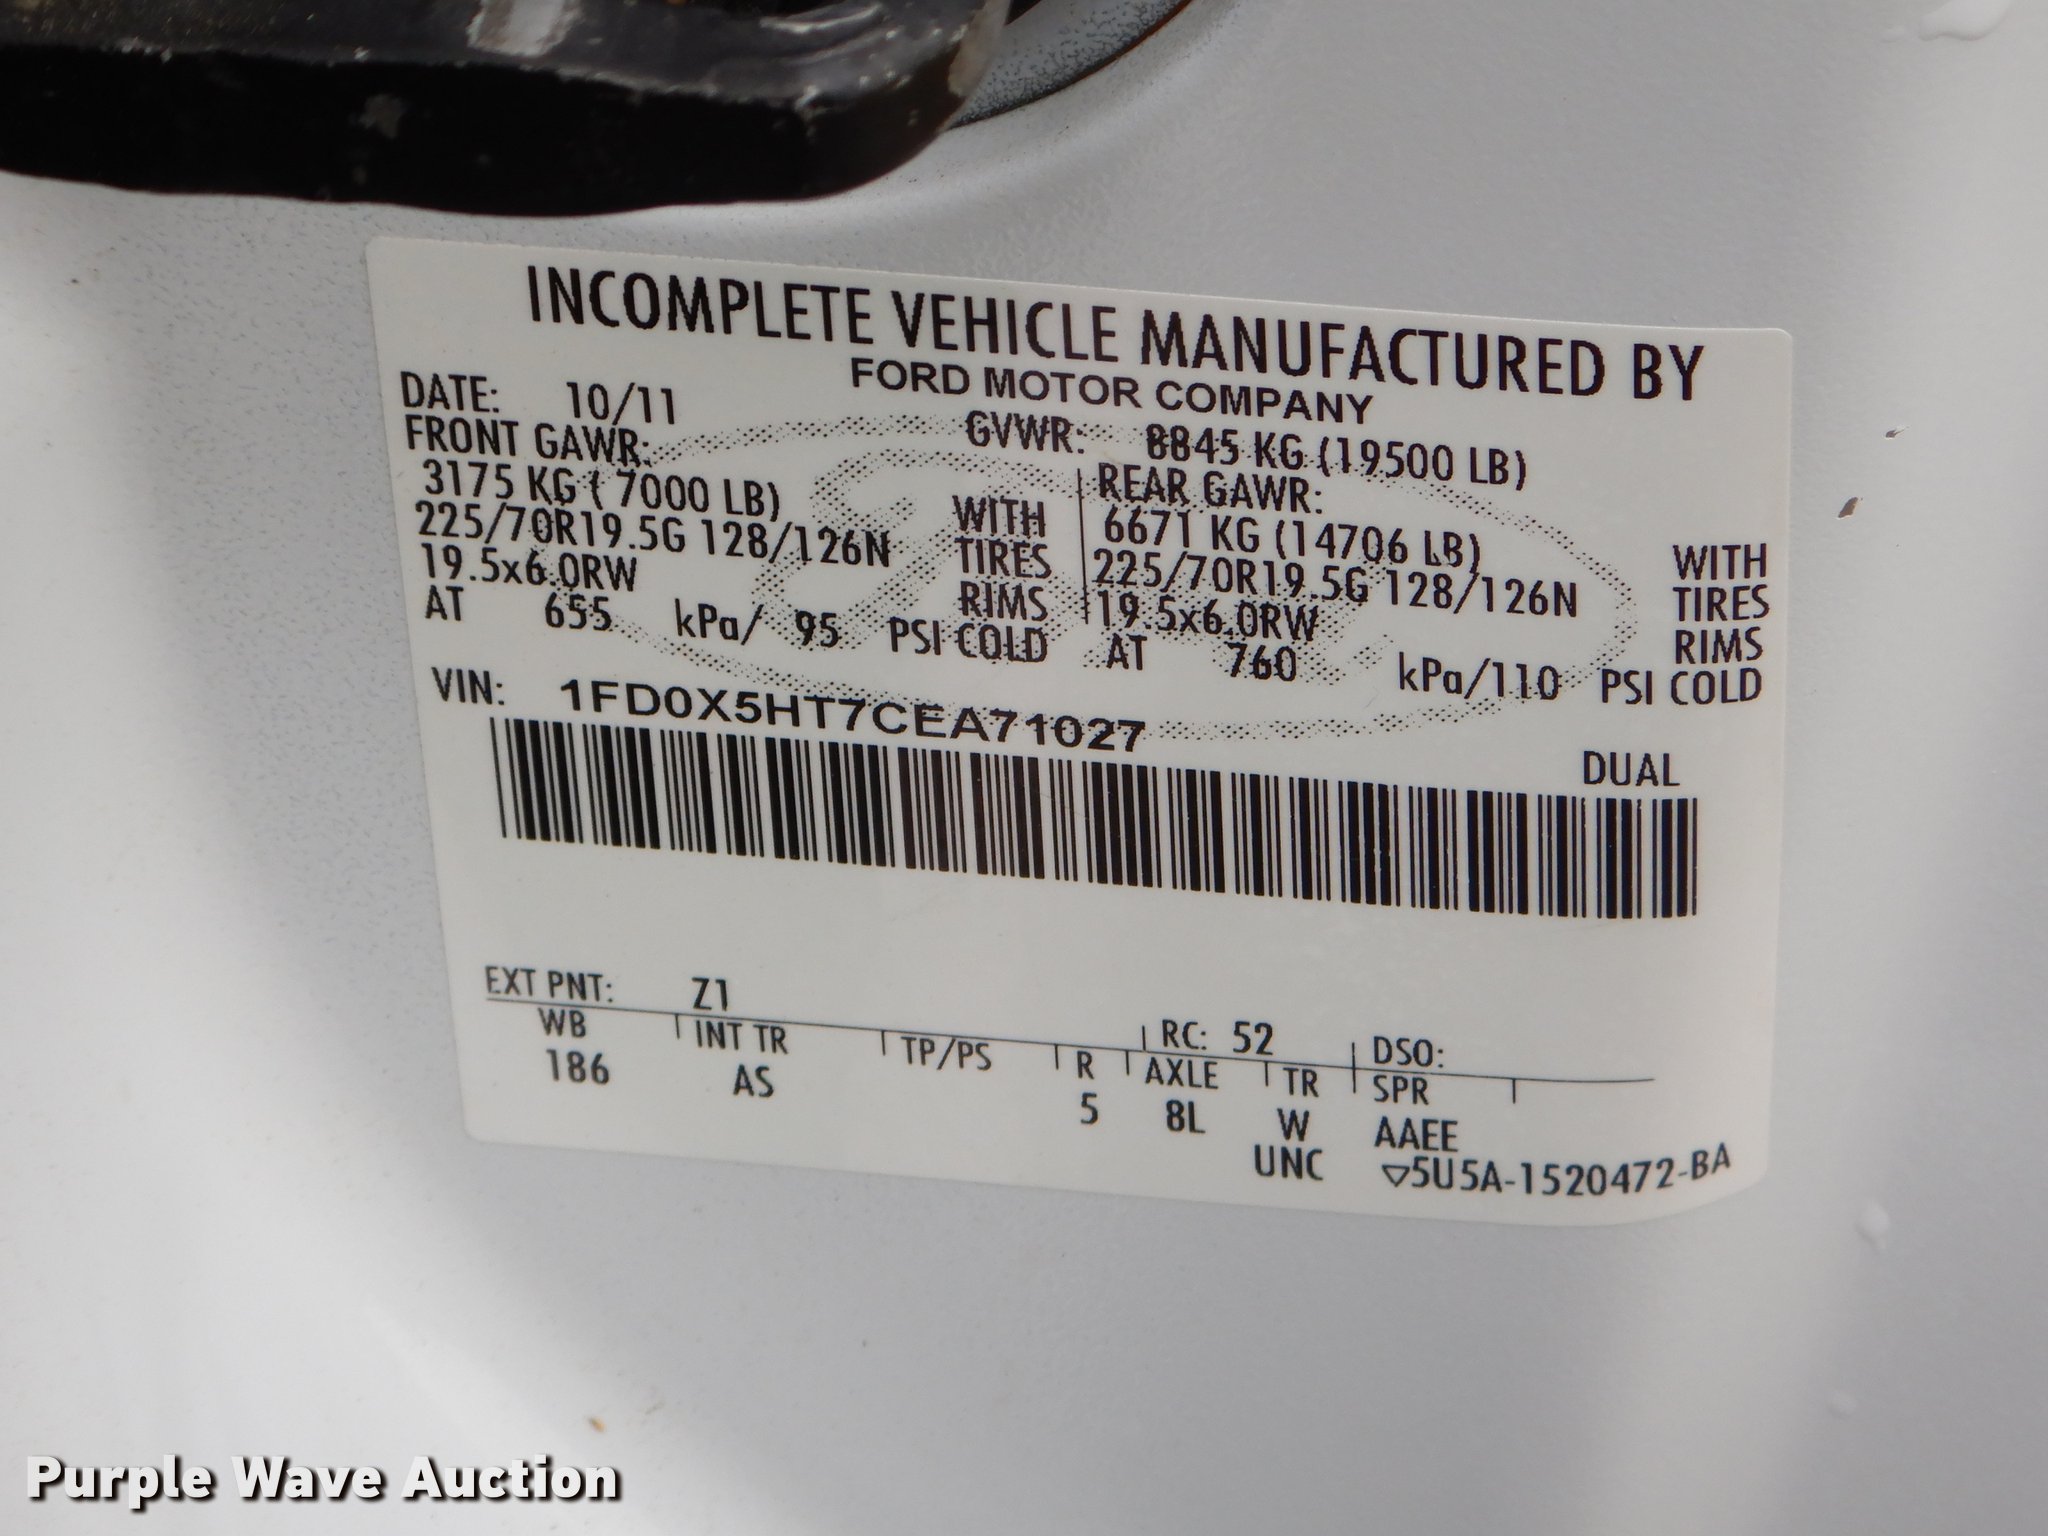 INCOMPLETE VEHICLE MANUFACTURED BY
FORD MOTOR COMPANY
DATE: 10/11
GVWR: 8845 KG (19500 LB)
FRONT GAWR:
3175 KG ( 7000 LB) WITH
225/70R19.5G 128/126N TIRES
19.5x6.0RW RIMS
AT 655 kPa/ 95 PSI COLD
REAR GAWR:
6671 KG (14706 LB) WITH
225/70R19.5G 128/126N TIRES
19.5x6.0RW RIMS
AT 760 kPa/110 PSI COLD
VIN: 1FD0X5HT7CEA71027
DUAL
EXT PNT: Z1 RC: 52 DSO:
WB INT TR TP/PS R AXLE TR SPR
186 AS 5 8L W AAEE
UNC ▽5U5A-1520472-BA
Purple Wave Auction